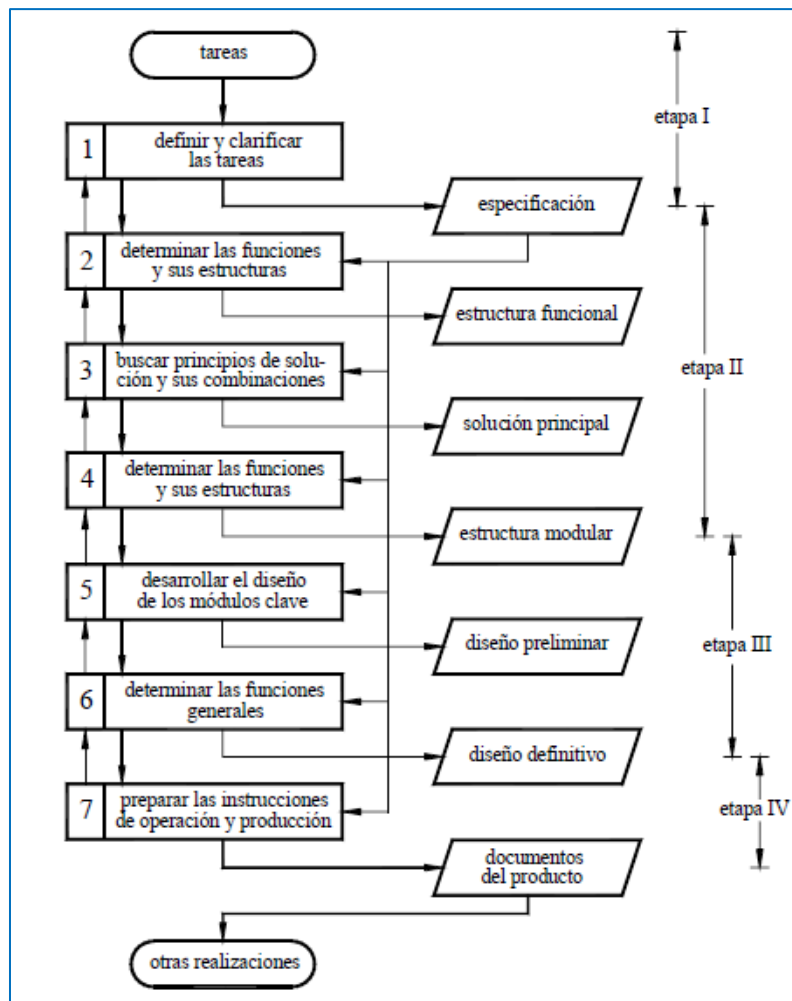 tareas
etapa I
1
definir y clarificar
las tareas
especificación
2
determinar las funciones
y sus estructuras
estructura funcional
3
buscar principios de solu-
ción y sus combinaciones
etapa II
solución principal
4
determinar las funciones
y sus estructuras
estructura modular
5
desarrollar el diseño
de los módulos clave
diseño preliminar
etapa III
6
determinar las funciones
generales
diseño definitivo
7
preparar las instrucciones
de operación y producción
etapa IV
documentos
del producto
otras realizaciones